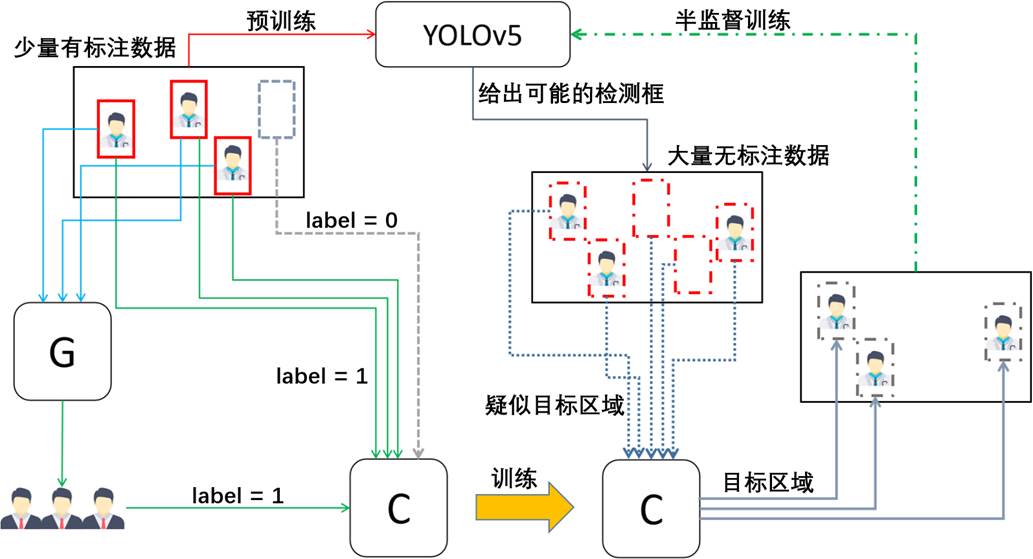 预训练
YOLOv5
半监督训练
少量有标注数据
给出可能的检测框
大量无标注数据
label = 0
G
label = 1
疑似目标区域
label = 1
C
训练
C
目标区域